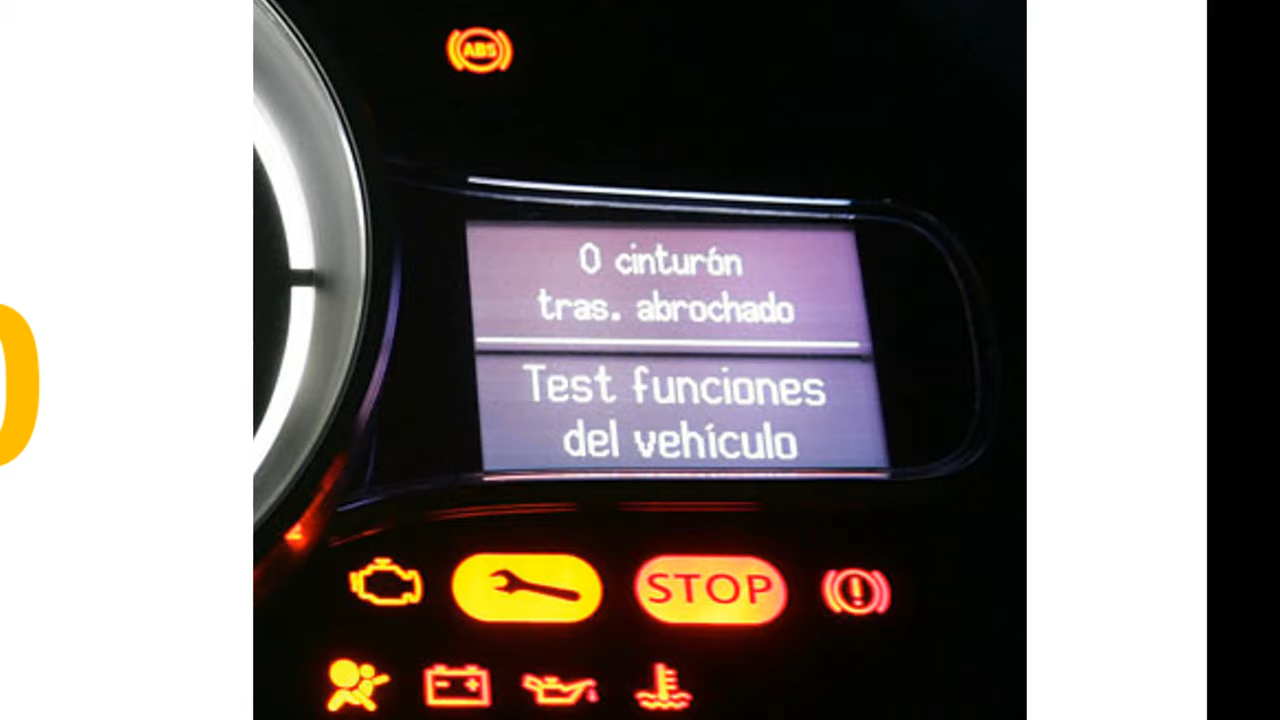 ABS
0 cinturón
tras. abrochado
Test funciones
del vehículo
STOP